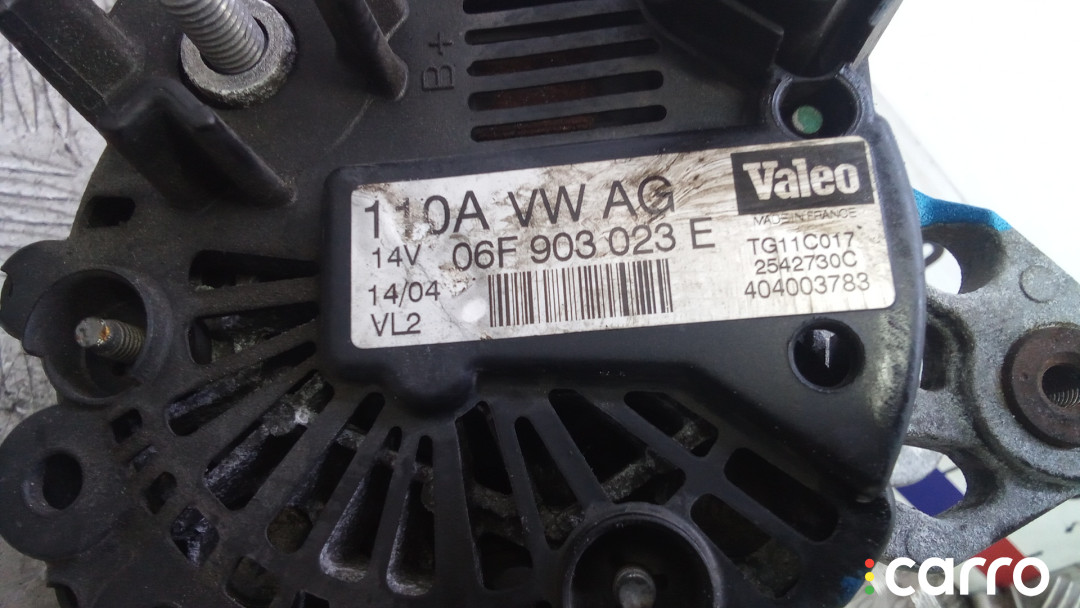 B+
110A VW AG
14V 06F 903 023 E
14/04
VL2
Valeo
MADE IN FRANCE
TG11C017
2542730C
404003783
carro